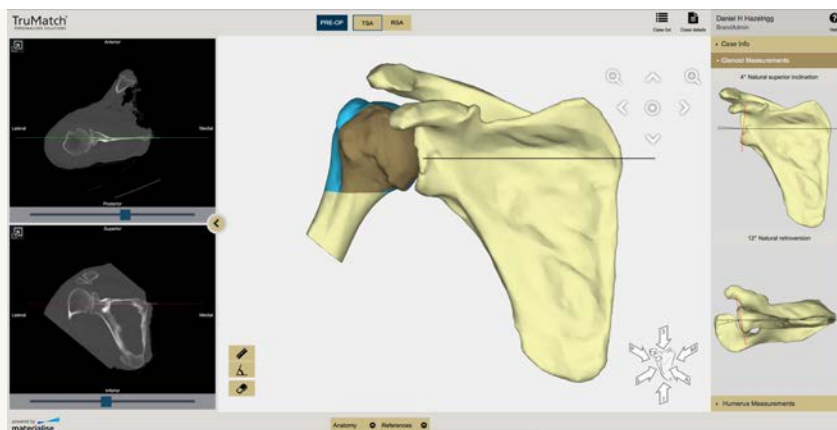 TruMatch®
PERSONALIZED SOLUTIONS
PRE-OP
TSA
RSA
Case list
Case details
Daniel H Hazelrigg
BrandAdmin
Case Info
Glenoid Measurements
4° Natural superior inclination
12° Natural retroversion
Humerus Measurements
Anterior
Lateral
Medial
Posterior
Superior
Lateral
Medial
Inferior
powered by
materialise
Anatomy
References